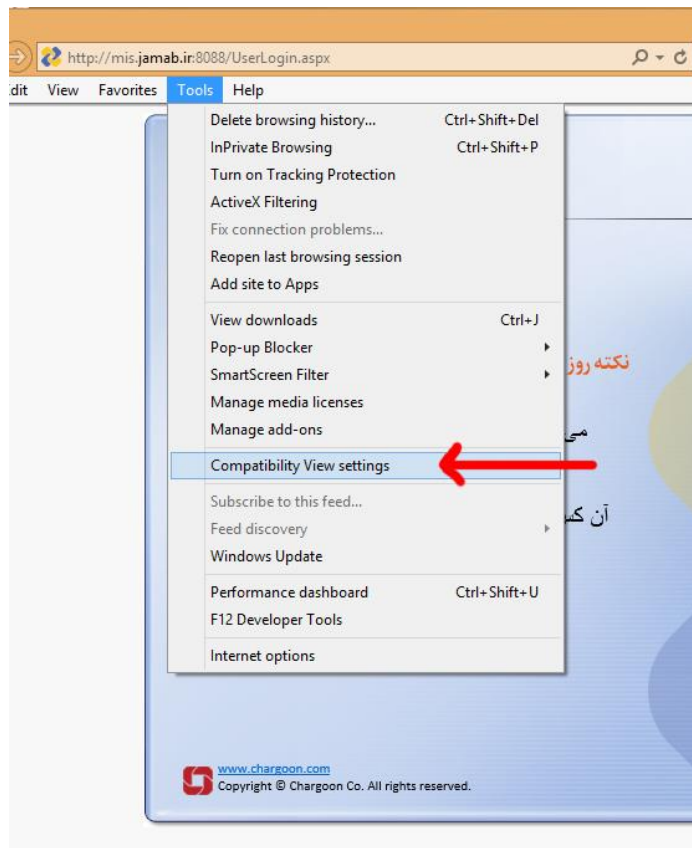 http://mis.jamab.ir:8088/UserLogin.aspx
dit View Favorites Tools Help
Delete browsing history... Ctrl+Shift+Del
InPrivate Browsing Ctrl+Shift+P
Turn on Tracking Protection
ActiveX Filtering
Fix connection problems...
Reopen last browsing session
Add site to Apps
View downloads Ctrl+J
Pop-up Blocker
نکته روز
SmartScreen Filter
Manage media licenses
Manage add-ons
می
Compatibility View settings
Subscribe to this feed...
آن
Feed discovery
Windows Update
Performance dashboard Ctrl+Shift+U
F12 Developer Tools
Internet options
www.chargoon.com
Copyright © Chargoon Co. All rights reserved.